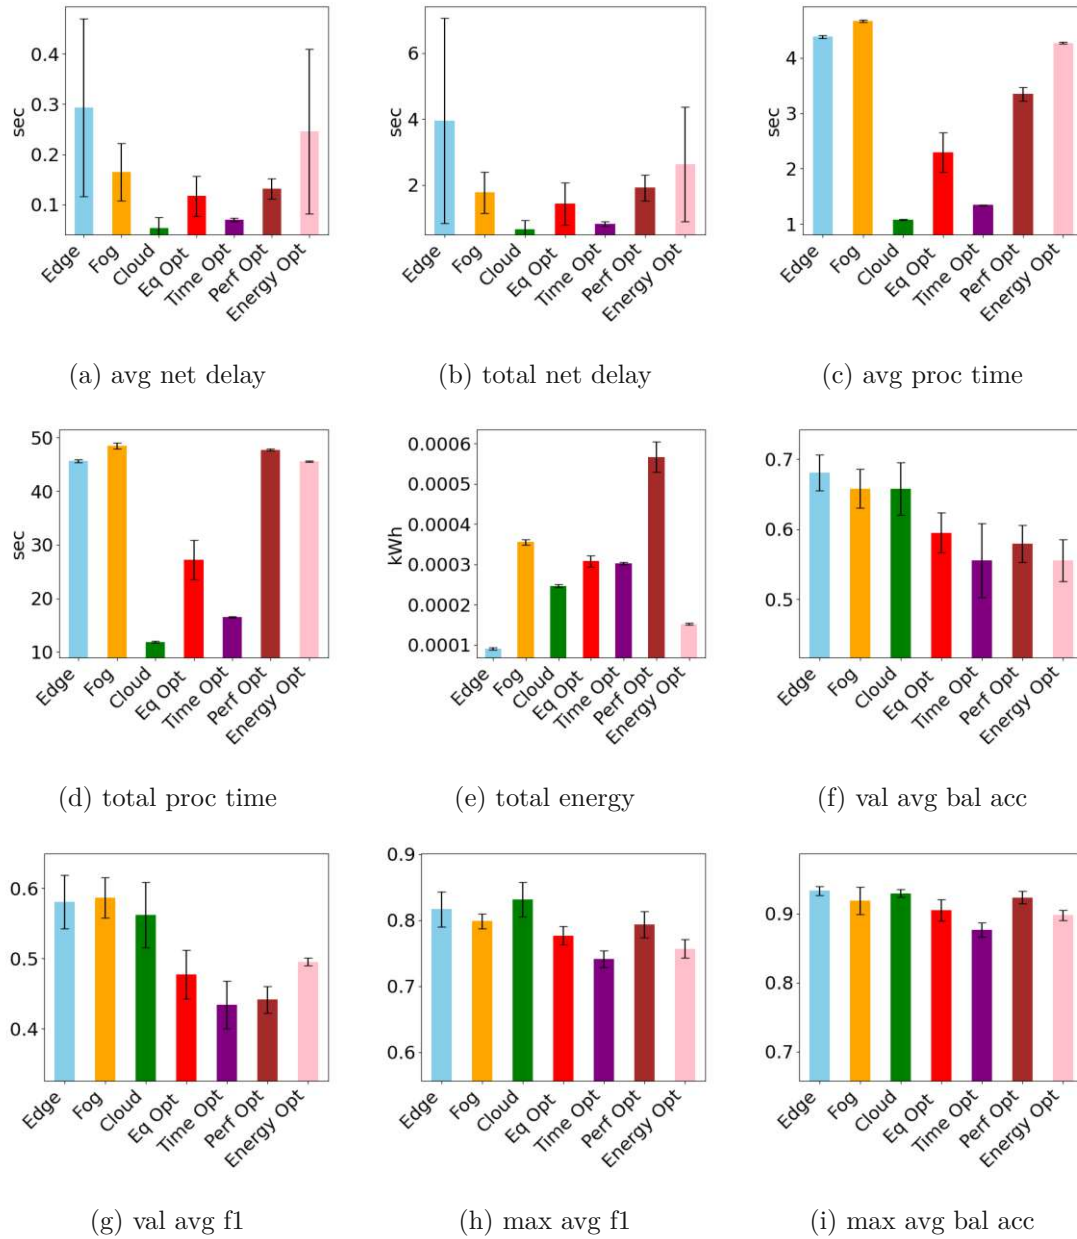 0.4
0.3
0.2
0.1
sec
Edge
Fog
Cloud
Eq Opt
Time Opt
Perf Opt
Energy Opt
(a) avg net delay
6
4
2
sec
Edge
Fog
Cloud
Eq Opt
Time Opt
Perf Opt
Energy Opt
(b) total net delay
4
3
2
1
sec
Edge
Fog
Cloud
Eq Opt
Time Opt
Perf Opt
Energy Opt
(c) avg proc time
50
40
30
20
10
sec
Edge
Fog
Cloud
Eq Opt
Time Opt
Perf Opt
Energy Opt
(d) total proc time
0.0006
0.0005
0.0004
0.0003
0.0002
0.0001
kWh
Edge
Fog
Cloud
Eq Opt
Time Opt
Perf Opt
Energy Opt
(e) total energy
0.7
0.6
0.5
Edge
Fog
Cloud
Eq Opt
Time Opt
Perf Opt
Energy Opt
(f) val avg bal acc
0.6
0.5
0.4
Edge
Fog
Cloud
Eq Opt
Time Opt
Perf Opt
Energy Opt
(g) val avg f1
0.9
0.8
0.7
0.6
Edge
Fog
Cloud
Eq Opt
Time Opt
Perf Opt
Energy Opt
(h) max avg f1
0.9
0.8
0.7
Edge
Fog
Cloud
Eq Opt
Time Opt
Perf Opt
Energy Opt
(i) max avg bal acc